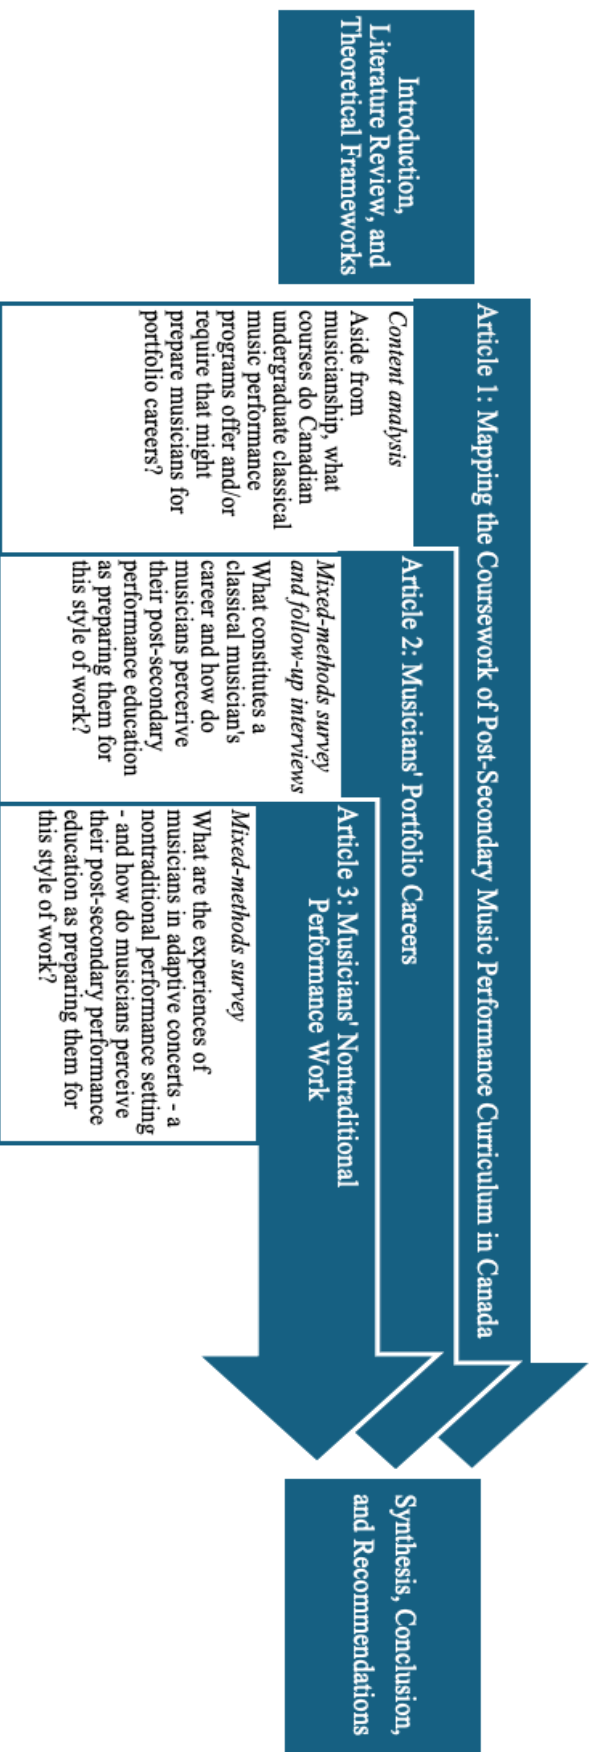 Introduction,
Literature Review, and
Theoretical Frameworks
Article 1: Mapping the Coursework of Post-Secondary Music Performance Curriculum in Canada
Content analysis
Aside from
musicianship, what
courses do Canadian
undergraduate classical
music performance
programs offer and/or
require that might
prepare musicians for
portfolio careers?
Article 2: Musicians' Portfolio Careers
Mixed-methods survey
and follow-up interviews
What constitutes a
classical musician's
career and how do
musicians percerive
their post-secondary
performance education
as preparing them for
this style of work?
Article 3: Musicians' Nontraditional
Performance Work
Mixed-methods survey
What are the experiences of
musicians in adaptive concerts - a
nontraditional performance setting
- and how do musicians perceive
their post-secondary performance
education as preparing them for
this style of work?
Synthesis, Conclusion,
and Recommendations